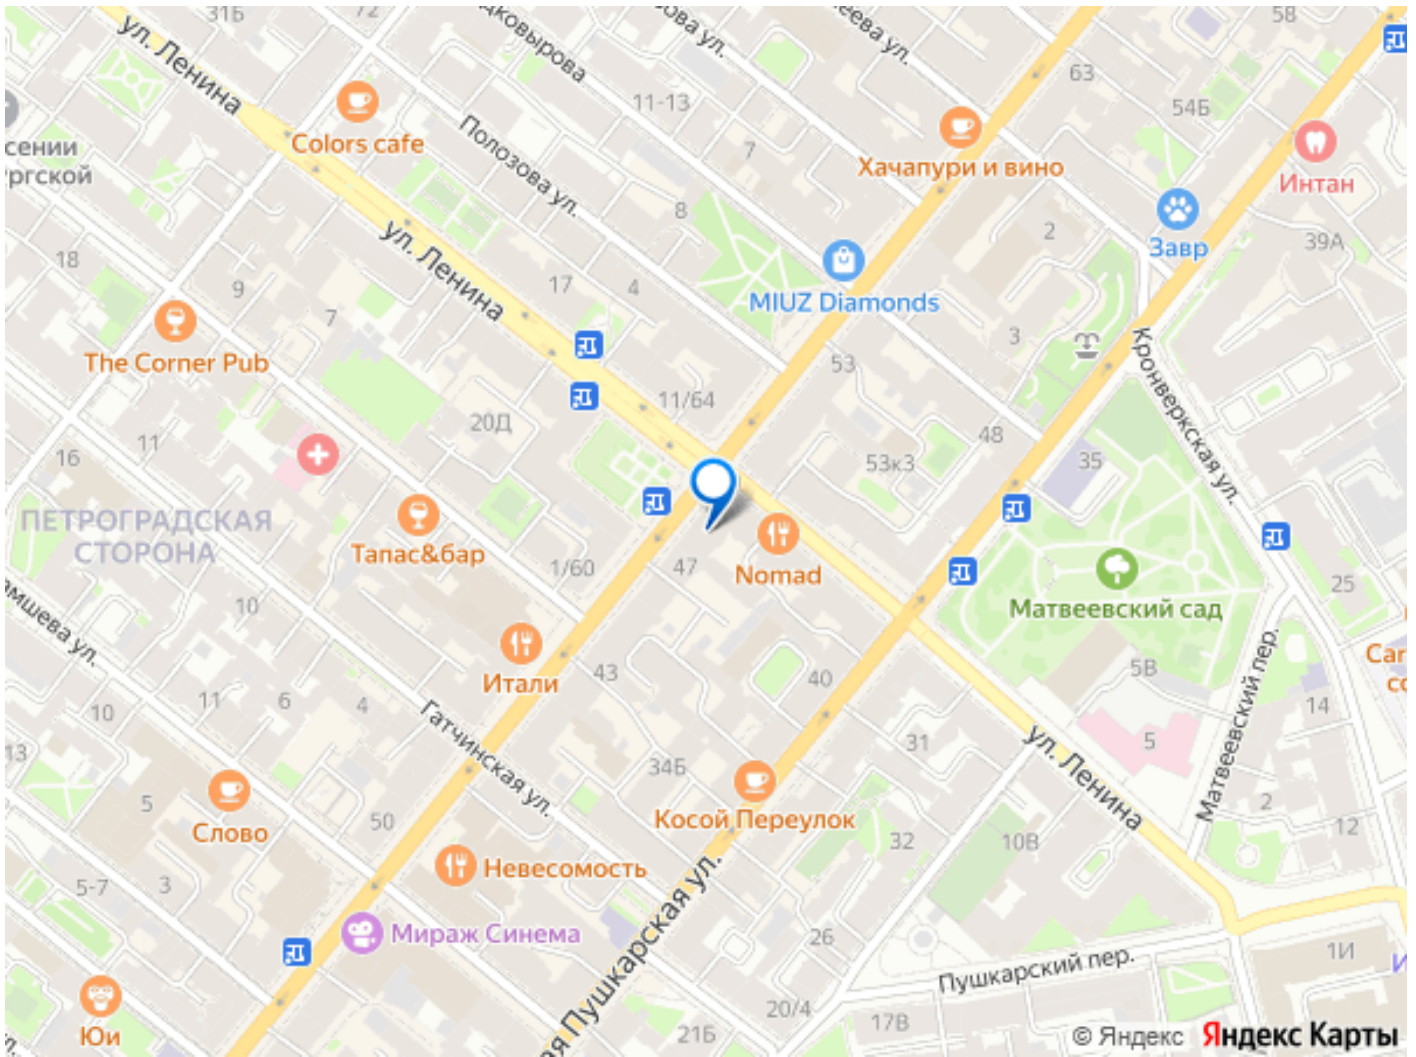 31Б
72
ул.
58
ул. Ленина
11-13
63
54Б
Colors cafe
Полозова ул.
7
Хачапури и вино
Интан
8
2
Завр
39А
ул. Ленина
18
9
7
17
4
MIUZ Diamonds
3
Кронверкская ул.
The Corner Pub
53
11/64
20Д
11
16
48
53к3
35
ПЕТРОГРАДСКАЯ
СТОРОНА
Тапас&бар
1/60
47
Nomad
Матвеевский сад
25
10
Итали
43
40
5В
Матвеевский пер.
11
6
4
10
Гатчинская ул.
14
31
5
ул. Ленина
13
34Б
5
Слово
50
Косой Переулок
32
10В
2
12
5-7
3
Невесомость
Мираж Синема
Пушкарская ул.
26
Пушкарский пер.
1И
Юи
20/4
21Б
17В
© Яндекс Яндекс Карты